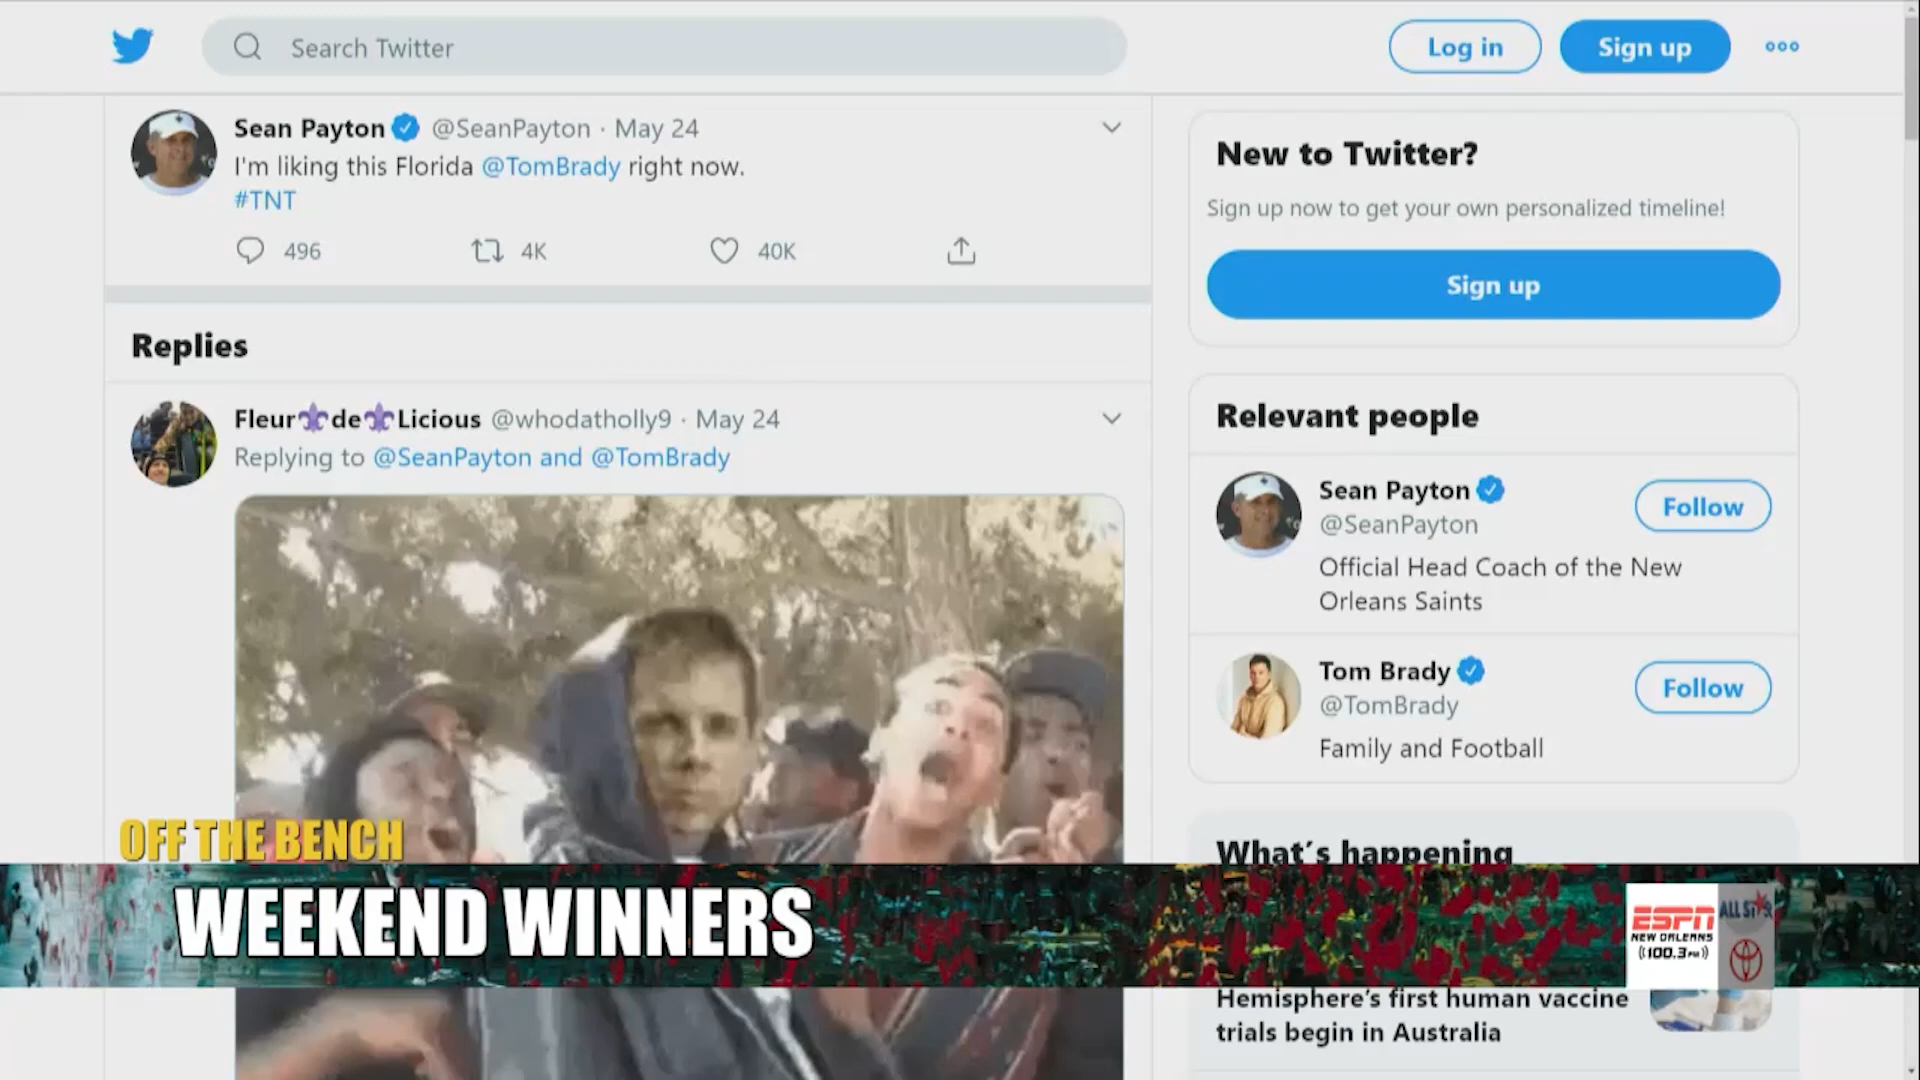 Search Twitter
Log in
Sign up
Sean Payton @SeanPayton · May 24
I'm liking this Florida @TomBrady right now.
#TNT
496
4K
40K
Replies
Fleur⚜de⚜Licious @whodatholly9 · May 24
Replying to @SeanPayton and @TomBrady
New to Twitter?
Sign up now to get your own personalized timeline!
Sign up
Relevant people
Sean Payton
@SeanPayton
Follow
Official Head Coach of the New
Orleans Saints
Tom Brady
@TomBrady
Follow
Family and Football
What's happening
OFF THE BENCH
WEEKEND WINNERS
ESPN
NEW ORLEANS
100.3 FM
ALL STAR
Hemisphere's first human vaccine
trials begin in Australia